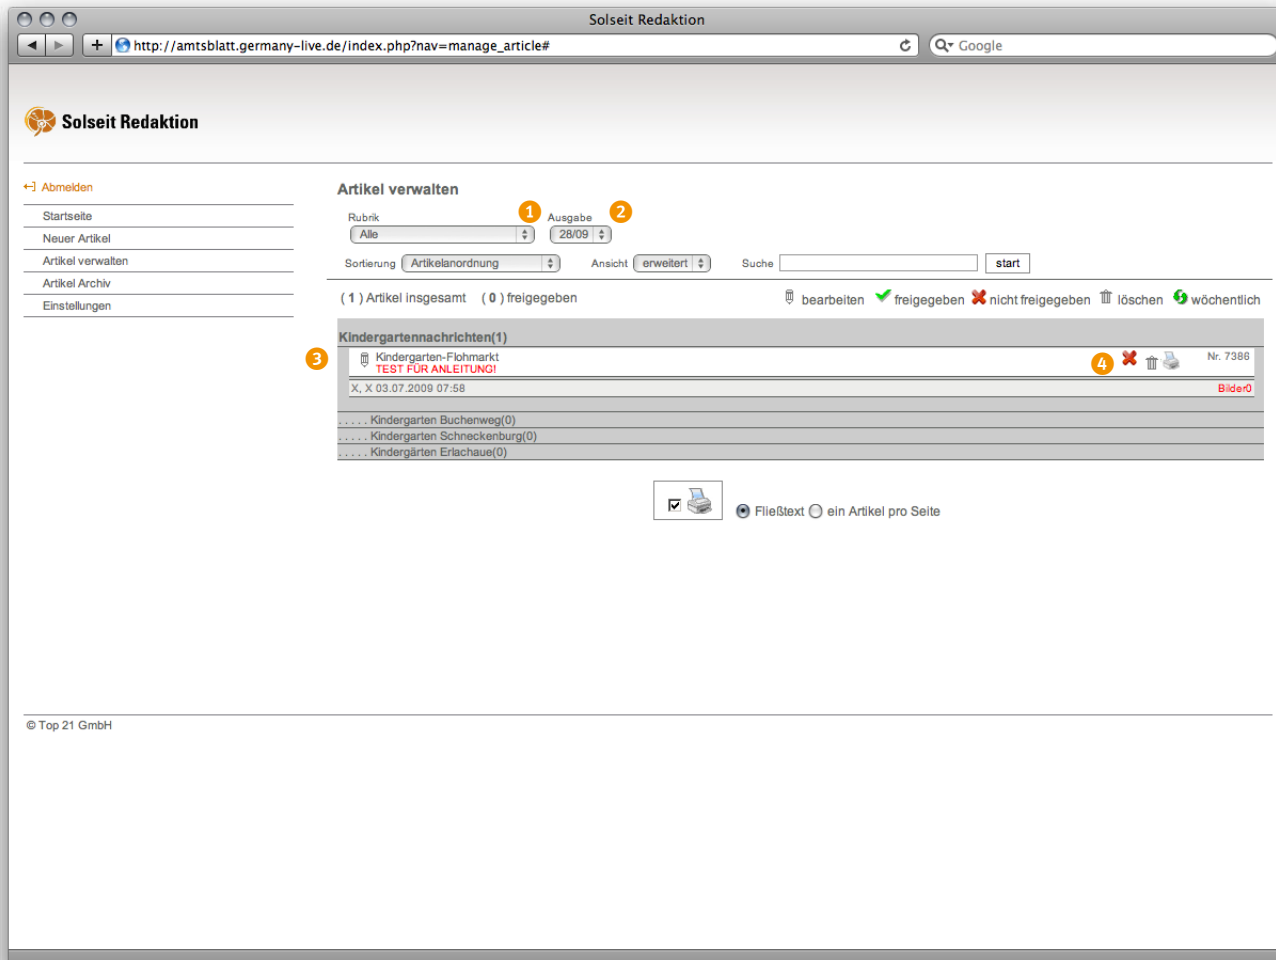 Solseit Redaktion
http://amtsblatt.germany-live.de/index.php?nav=manage_article#
Google
Solseit Redaktion
Abmelden
Startseite
Neuer Artikel
Artikel verwalten
Artikel Archiv
Einstellungen
Artikel verwalten
Rubrik 1 Ausgabe 2
Alle 28/09
Sortierung Artikelanordnung Ansicht erweitert Suche start
( 1 ) Artikel insgesamt ( 0 ) freigegeben bearbeiten freigegeben nicht freigegeben löschen wöchentlich
Kindergartennachrichten(1)
3 Kindergarten-Flohmarkt 4 Nr. 7386
TEST FÜR ANLEITUNG!
X, X 03.07.2009 07:58 Bilder0
. . . . . Kindergarten Buchenweg(0)
. . . . . Kindergarten Schneckenburg(0)
. . . . . Kindergärten Erlachaue(0)
Fließtext ein Artikel pro Seite
© Top 21 GmbH